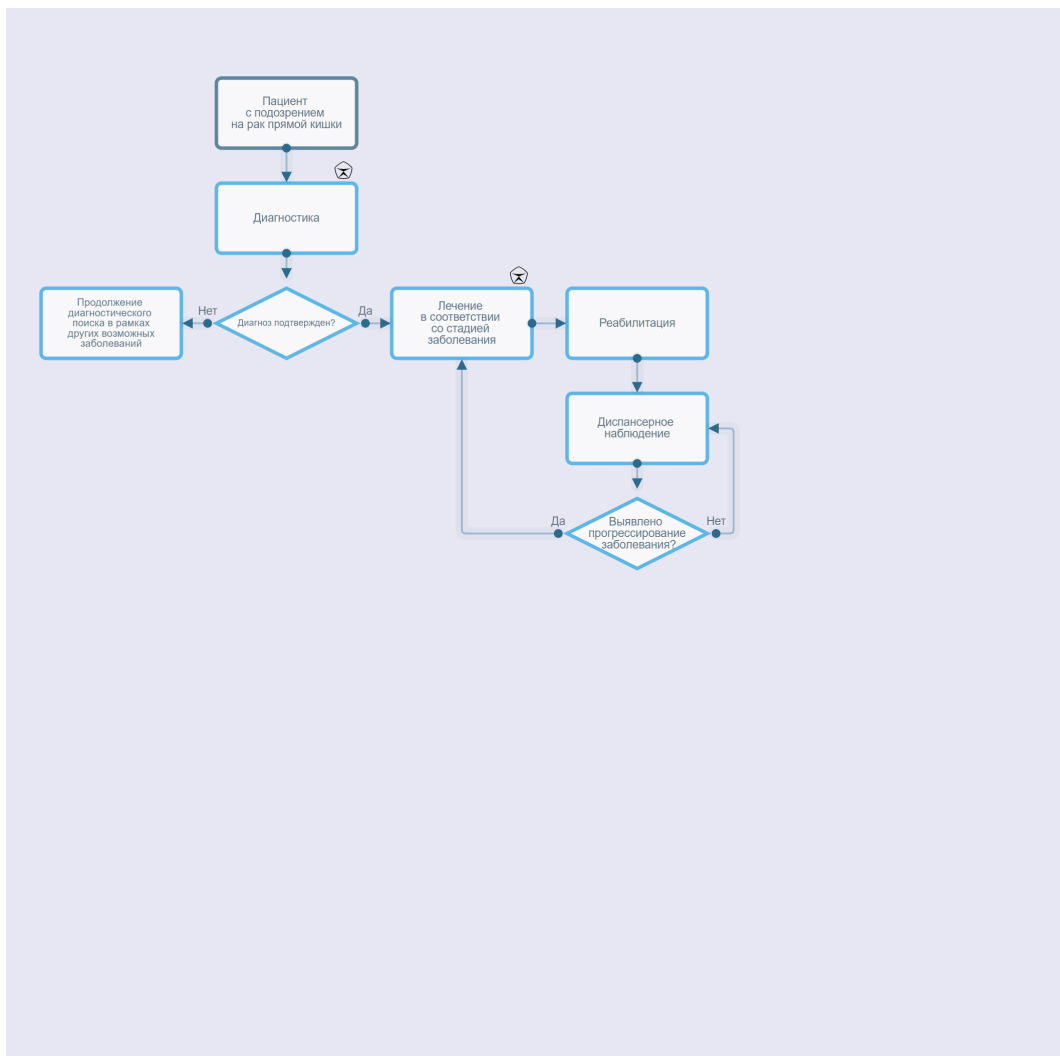 Пациент
с подозрением
на рак прямой кишки
Диагностика
Продолжение
диагностического
поиска в рамках
других возможных
заболеваний
Нет
Диагноз подтвержден?
Да
Лечение
в соответствии
со стадией
заболевания
Реабилитация
Диспансерное
наблюдение
Да
Выявлено
прогрессирование
заболевания?
Нет